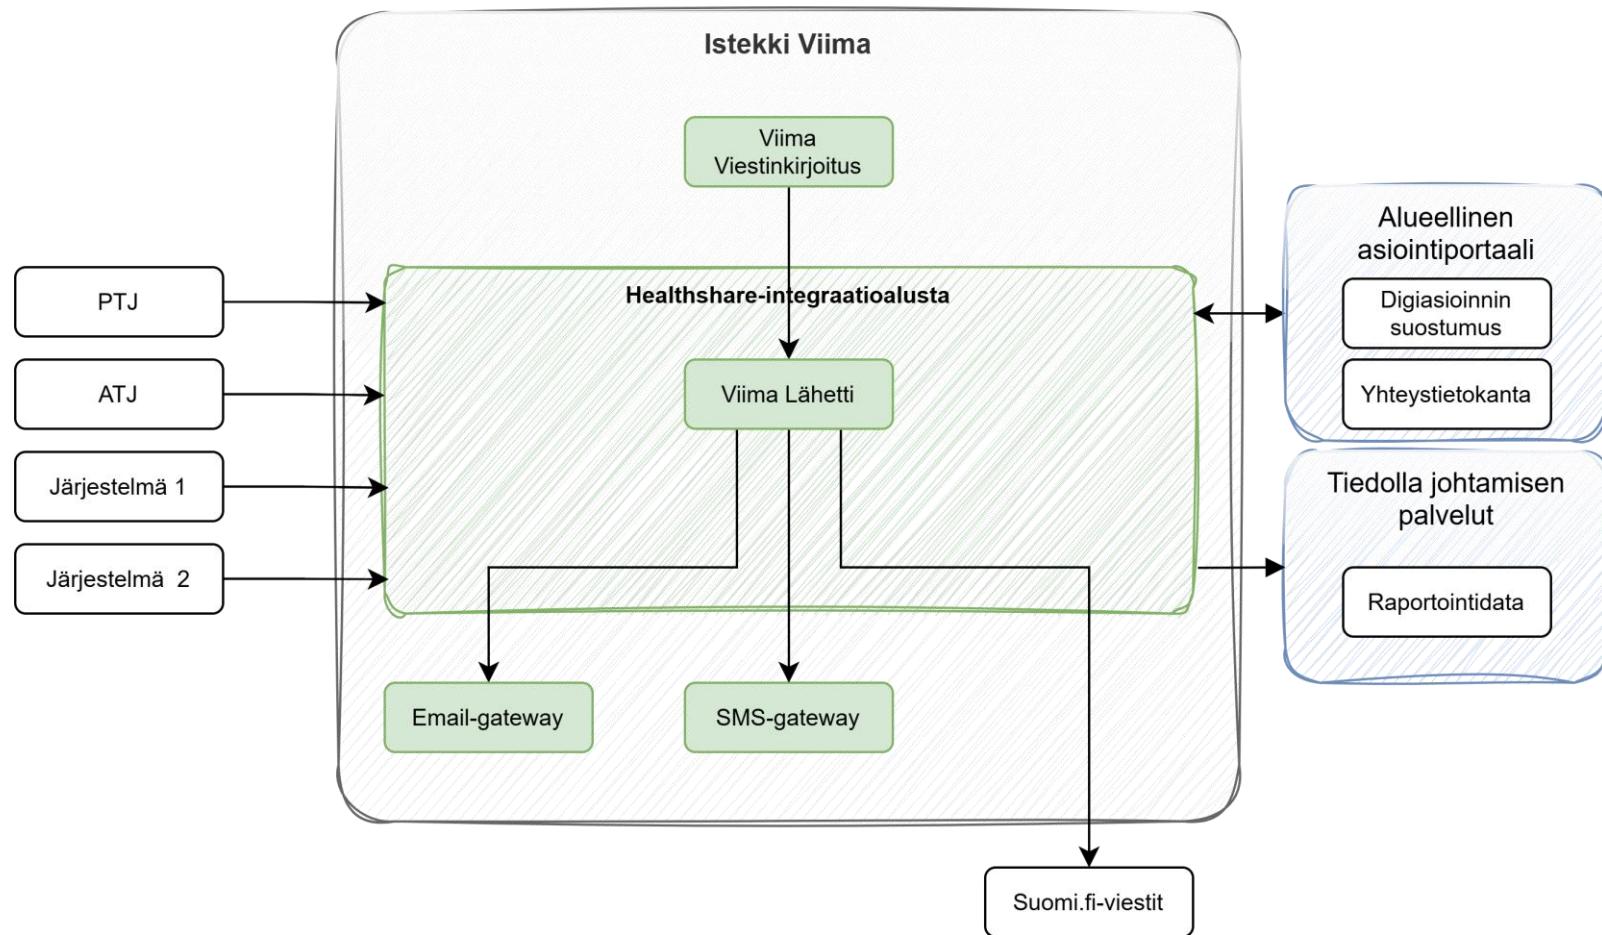 Istekki Viima
Viima
Viestinkirjoitus
Healthshare-integraatioalusta
Viima Lähetti
PTJ
ATJ
Järjestelmä 1
Järjestelmä 2
Email-gateway
SMS-gateway
Suomi.fi-viestit
Alueellinen
asiointiportaali
Digiasioinnin
suostumus
Yhteystietokanta
Tiedolla johtamisen
palvelut
Raportointidata